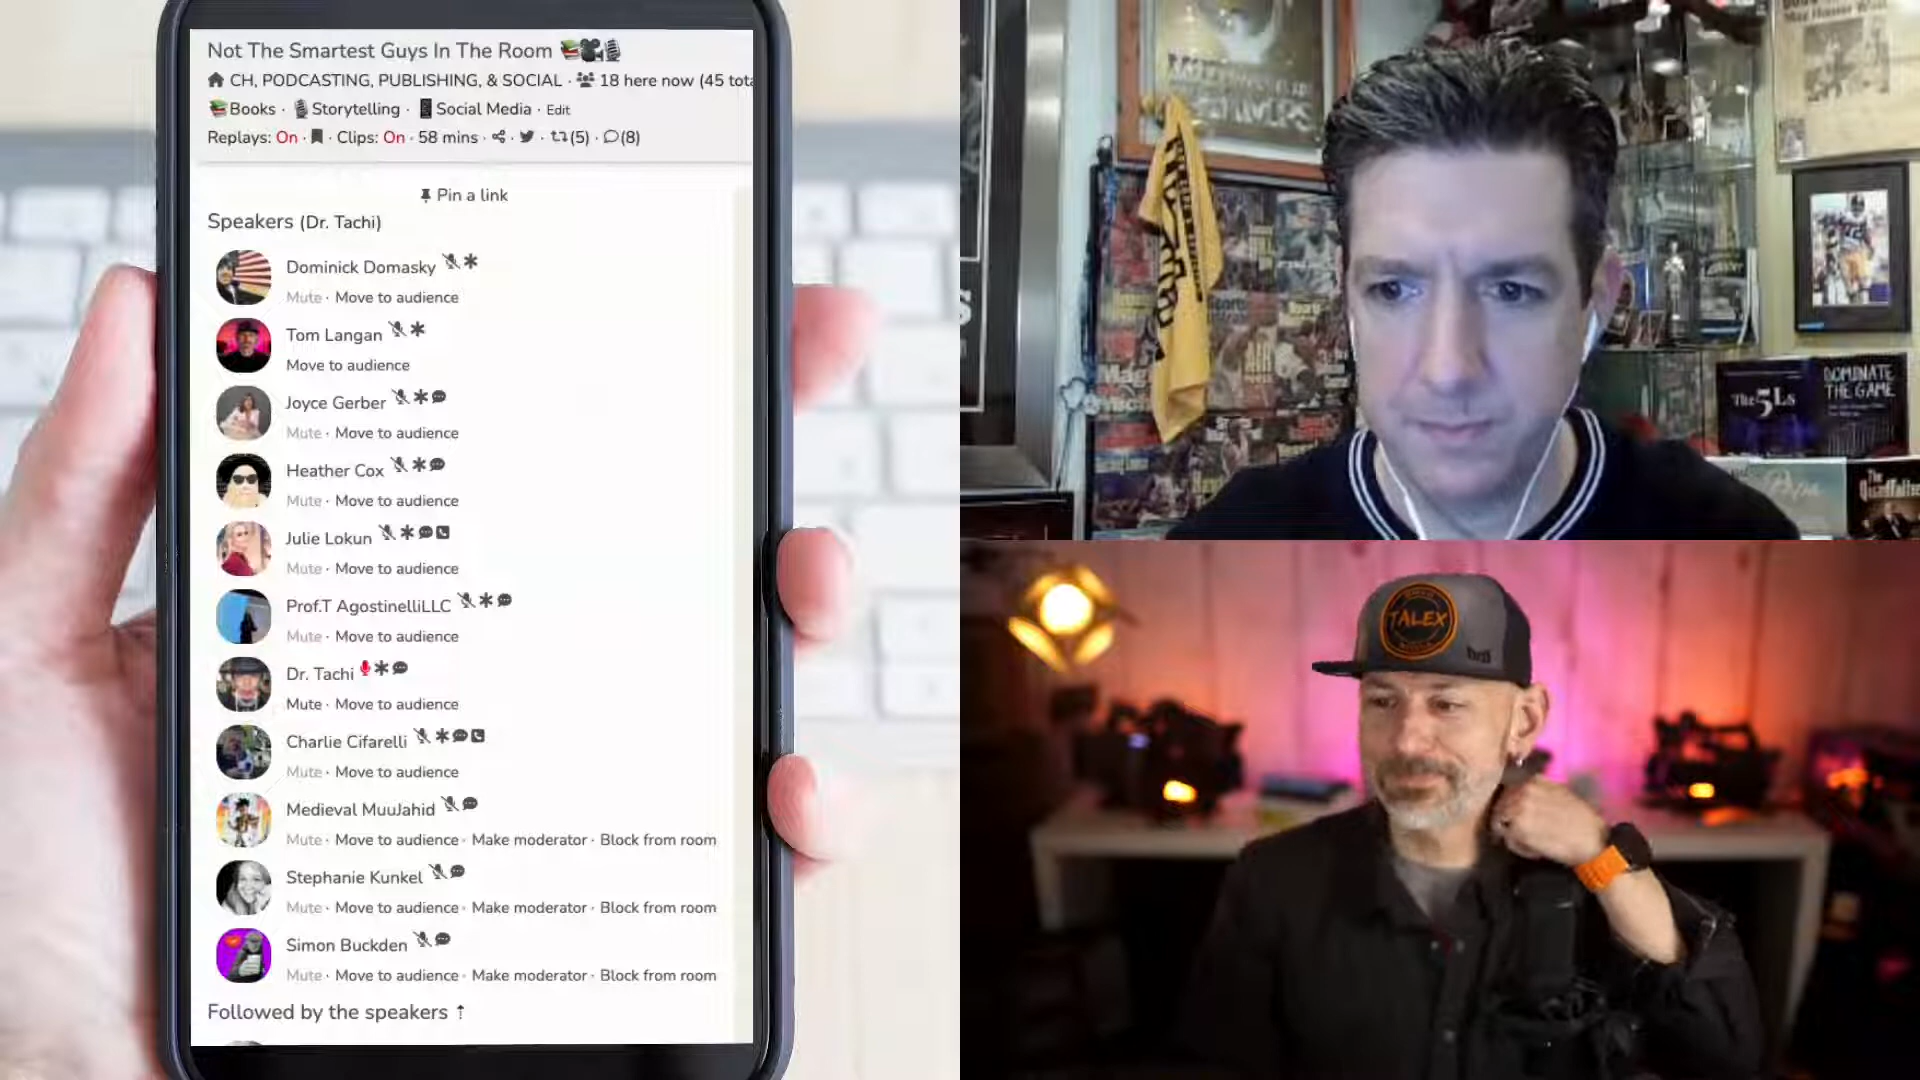 Not The Smartest Guys In The Room
CH, PODCASTING, PUBLISHING, & SOCIAL · 18 here now (45 tota
Books · Storytelling · Social Media · Edit
Replays: On · Clips: On · 58 mins · · · (5) · (8)
Pin a link
Speakers (Dr. Tachi)
Dominick Domasky
Mute · Move to audience
Tom Langan
Move to audience
Joyce Gerber
Mute · Move to audience
Heather Cox
Mute · Move to audience
Julie Lokun
Mute · Move to audience
Prof.T AgostinelliLLC
Mute · Move to audience
Dr. Tachi
Mute · Move to audience
Charlie Cifarelli
Mute · Move to audience
Medieval MuuJahid
Mute · Move to audience · Make moderator · Block from room
Stephanie Kunkel
Mute · Move to audience · Make moderator · Block from room
Simon Buckden
Mute · Move to audience · Make moderator · Block from room
Followed by the speakers ↑
The 5Ls
DOMINATE
THE GAME
Papa
The
TALEX